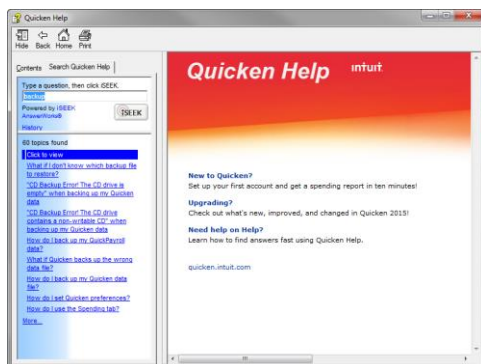 Quicken Help
Hide Back Home Print
Contents Search Quicken Help
Type a question, then click ISEEK.
backup
Powered by ISEEK
AnswerWorks®
ISEEK
History
60 topics found
Click to view
What if I don't know which backup file
to restore?
"CD Backup Error! The CD drive is
empty" when backing up my Quicken
data
"CD Backup Error! The CD drive
contains a non-writable CD" when
backing up my Quicken data
How do I back up my QuickPayroll
data?
What if Quicken backs up the wrong
data file?
How do I back up my Quicken data
file?
How do I set Quicken preferences?
How do I use the Spending tab?
More...
Quicken Help
intuit
New to Quicken?
Set up your first account and get a spending report in ten minutes!
Upgrading?
Check out what's new, improved, and changed in Quicken 2015!
Need help on Help?
Learn how to find answers fast using Quicken Help.
quicken.intuit.com